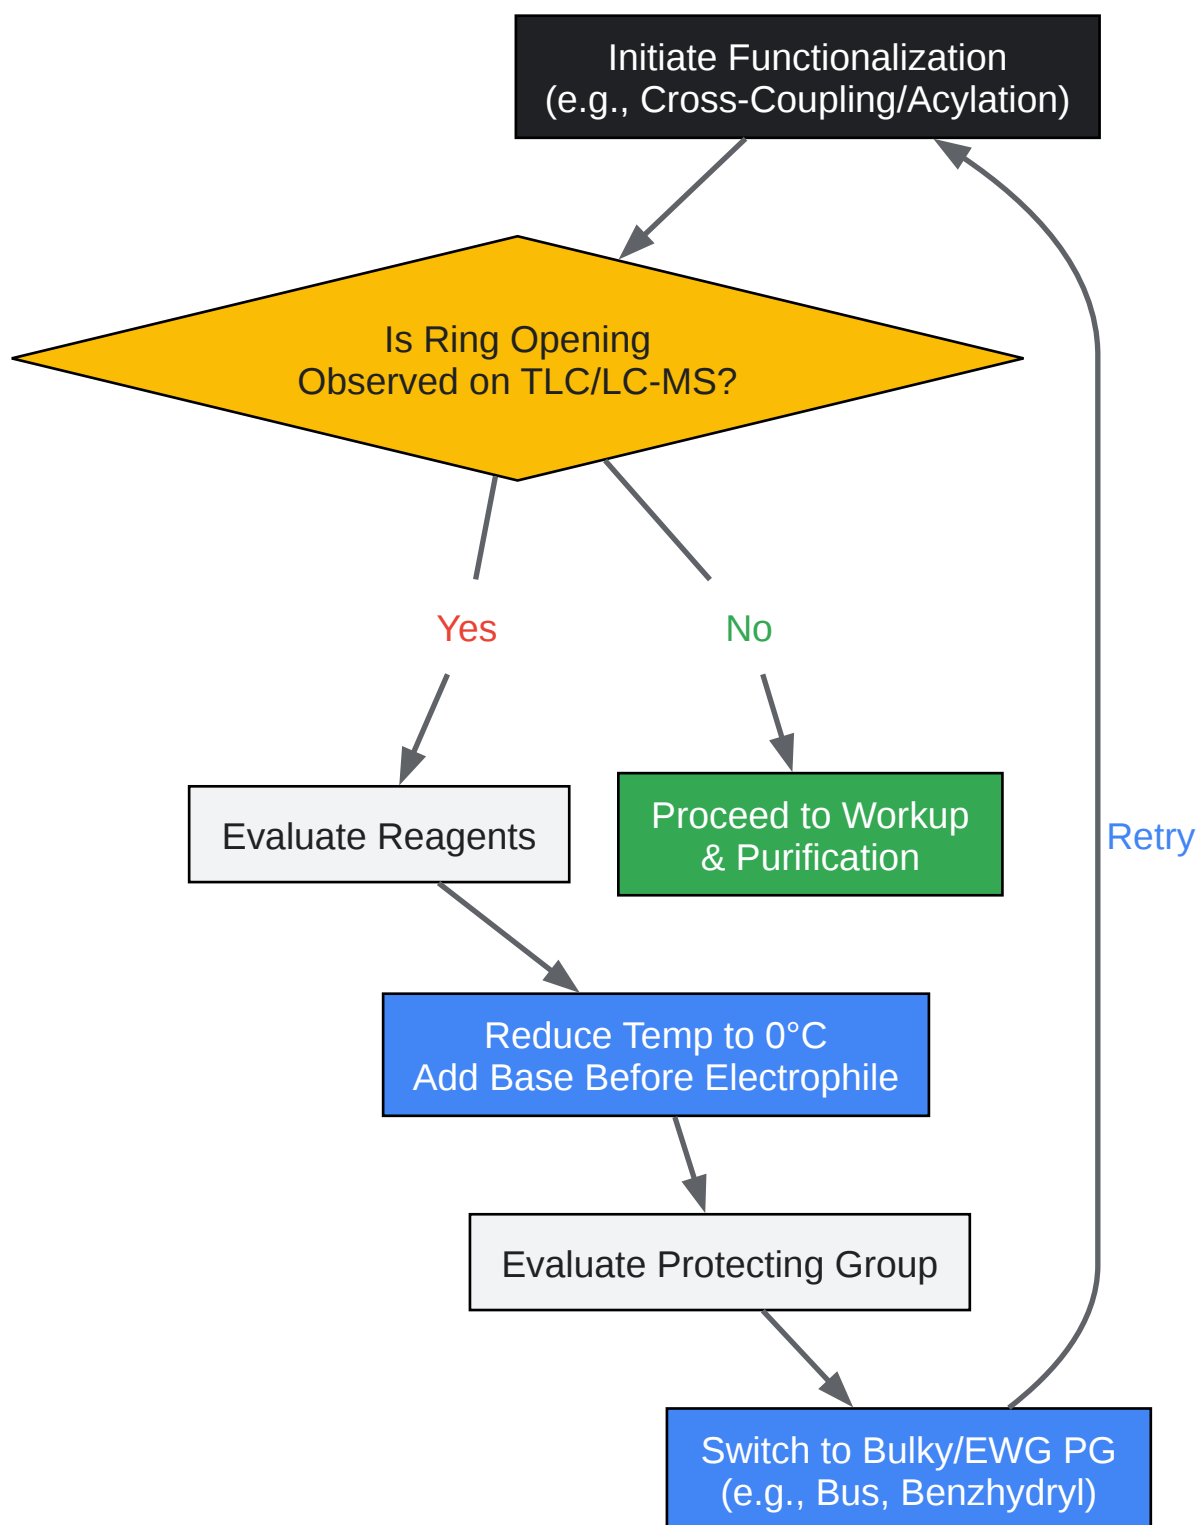 Initiate Functionalization
(e.g., Cross-Coupling/Acylation)
Is Ring Opening
Observed on TLC/LC-MS?
Yes
No
Evaluate Reagents
Proceed to Workup
& Purification
Retry
Reduce Temp to 0°C
Add Base Before Electrophile
Evaluate Protecting Group
Switch to Bulky/EWG PG
(e.g., Bus, Benzhydryl)